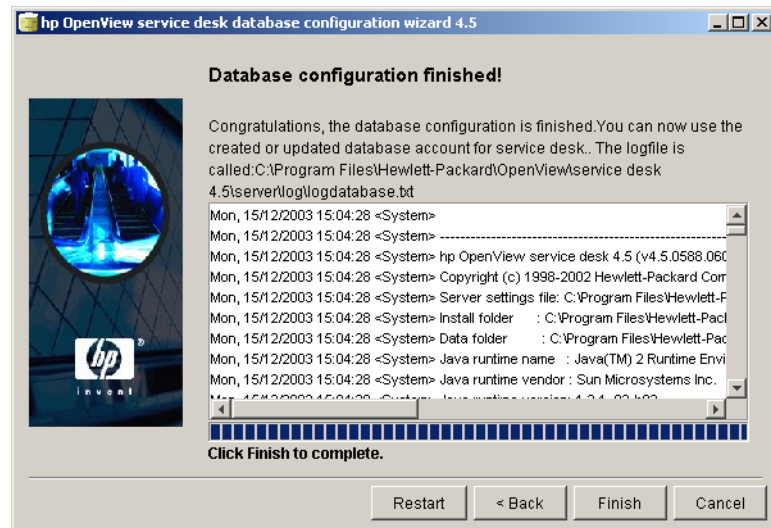 hp OpenView service desk database configuration wizard 4.5
Database configuration finished!
Congratulations, the database configuration is finished.You can now use the
created or updated database account for service desk.. The logfile is
called:C:\Program Files\Hewlett-Packard\OpenView\service desk
4.5\server\log\logdatabase.txt
Mon, 15/12/2003 15:04:28 <System>
Mon, 15/12/2003 15:04:28 <System> ------------------------------------------------
Mon, 15/12/2003 15:04:28 <System> hp OpenView service desk 4.5 (v4.5.0588.060
Mon, 15/12/2003 15:04:28 <System> Copyright (c) 1998-2002 Hewlett-Packard Com
Mon, 15/12/2003 15:04:28 <System> Server settings file: C:\Program Files\Hewlett-P
Mon, 15/12/2003 15:04:28 <System> Install folder : C:\Program Files\Hewlett-Pack
Mon, 15/12/2003 15:04:28 <System> Data folder : C:\Program Files\Hewlett-Pac
Mon, 15/12/2003 15:04:28 <System> Java runtime name : Java(TM) 2 Runtime Envi
Mon, 15/12/2003 15:04:28 <System> Java runtime vendor : Sun Microsystems Inc.
hp ®
invent
Click Finish to complete.
Restart
< Back
Finish
Cancel